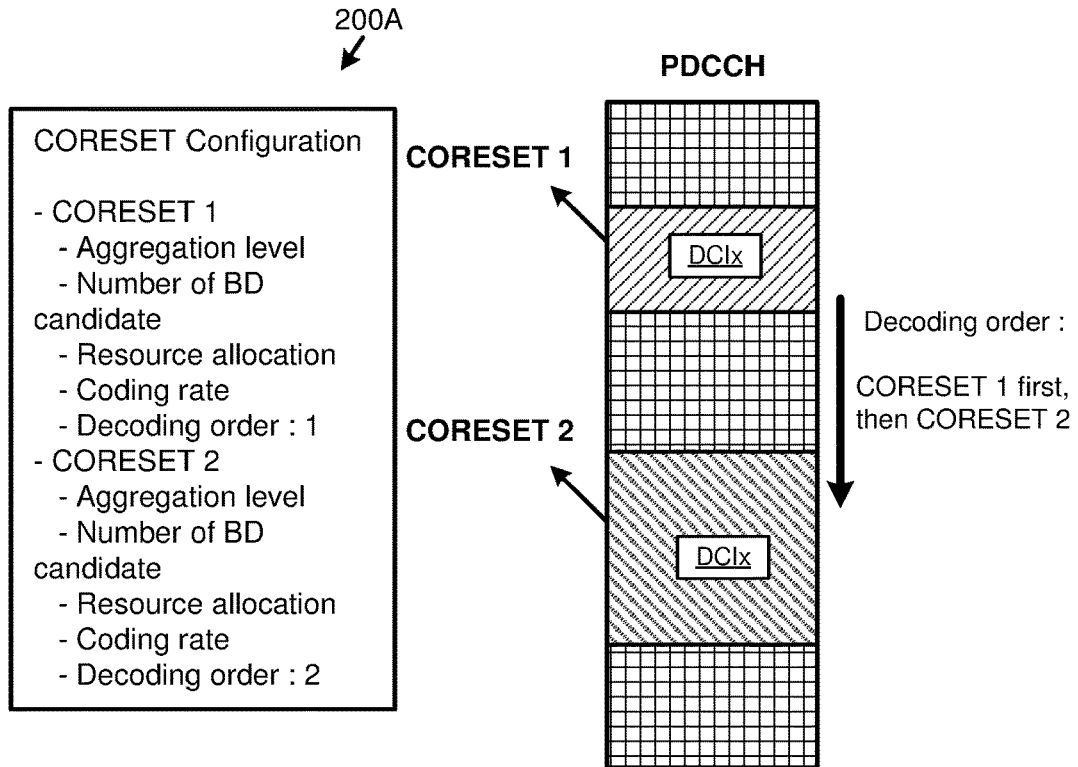 200A
PDCCH
CORESET Configuration
- CORESET 1
- Aggregation level
- Number of BD
candidate
- Resource allocation
- Coding rate
- Decoding order : 1
- CORESET 2
- Aggregation level
- Number of BD
candidate
- Resource allocation
- Coding rate
- Decoding order : 2
CORESET 1
CORESET 2
DCIx
DCIx
Decoding order :
CORESET 1 first,
then CORESET 2